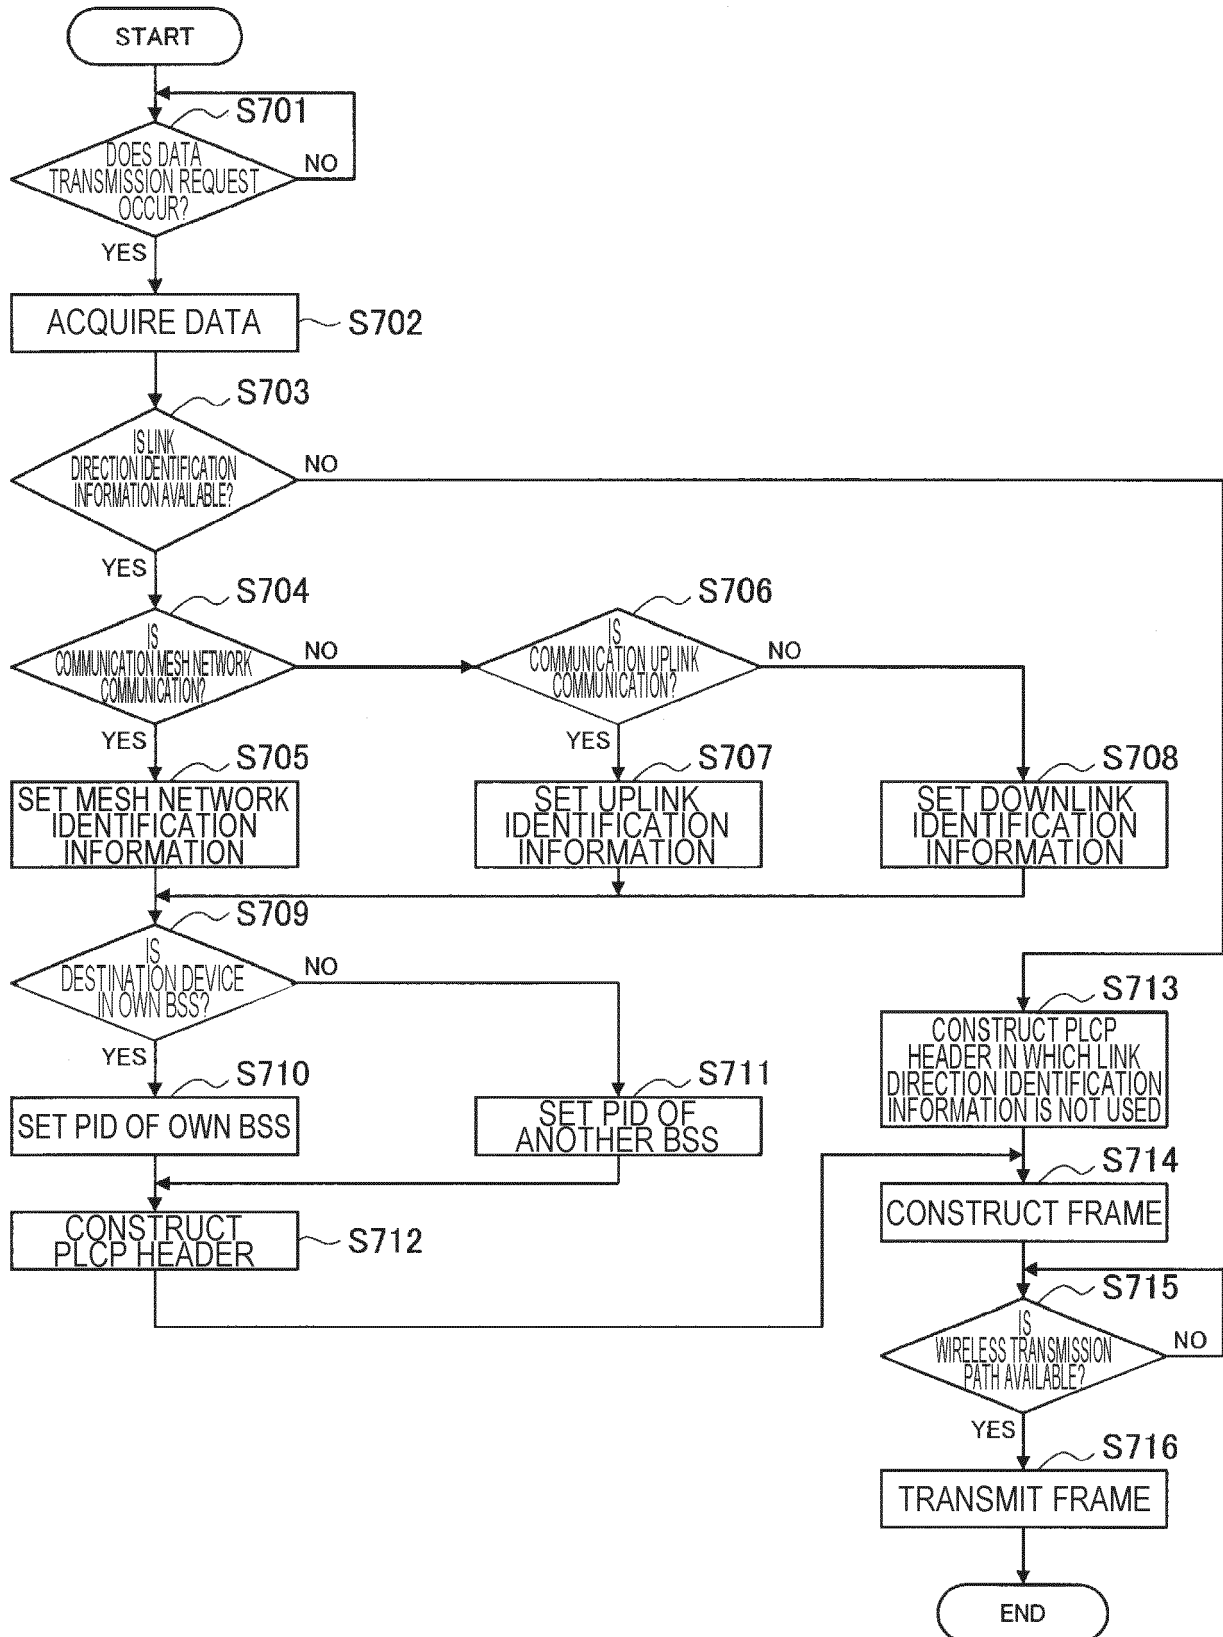 START
S701
DOES DATA
TRANSMISSION REQUEST
OCCUR?
NO
YES
ACQUIRE DATA
S702
S703
IS LINK
DIRECTION IDENTIFICATION
INFORMATION AVAILABLE?
NO
YES
S704
IS
COMMUNICATION MESH NETWORK
COMMUNICATION?
NO
YES
S706
IS
COMMUNICATION UPLINK
COMMUNICATION?
NO
YES
S705
SET MESH NETWORK
IDENTIFICATION
INFORMATION
S707
SET UPLINK
IDENTIFICATION
INFORMATION
S708
SET DOWNLINK
IDENTIFICATION
INFORMATION
S709
IS
DESTINATION DEVICE
IN OWN BSS?
NO
YES
S710
SET PID OF OWN BSS
S711
SET PID OF
ANOTHER BSS
CONSTRUCT
PLCP HEADER
S712
S713
CONSTRUCT PLCP
HEADER IN WHICH LINK
DIRECTION IDENTIFICATION
INFORMATION IS NOT USED
S714
CONSTRUCT FRAME
S715
IS
WIRELESS TRANSMISSION
PATH AVAILABLE?
NO
YES
S716
TRANSMIT FRAME
END